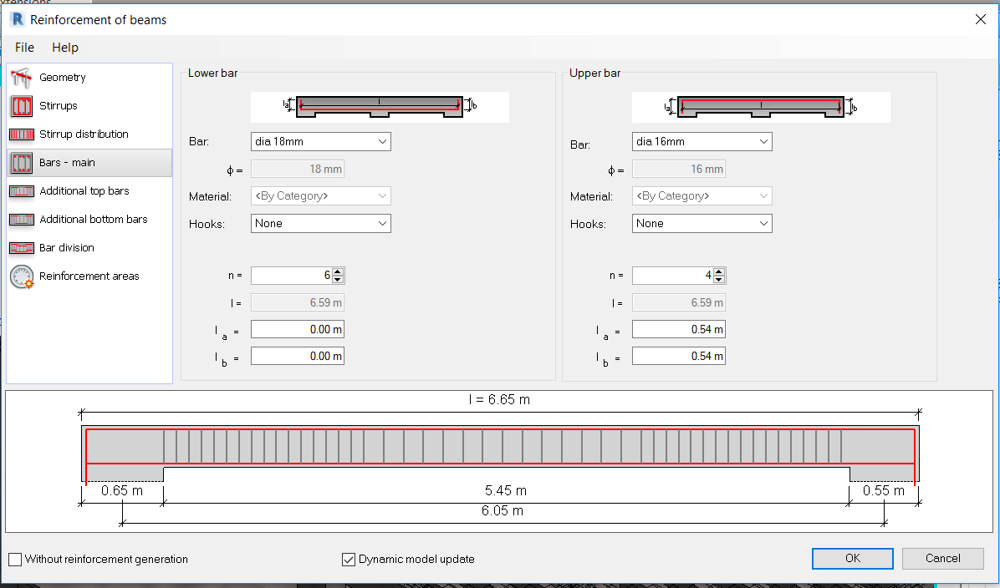 xtensions
R Reinforcement of beams
File Help
Geometry
Stirrups
Stirrup distribution
Bars - main
Additional top bars
Additional bottom bars
Bar division
Reinforcement areas
Lower bar
la l lb
Bar: dia 18mm
ϕ = 18 mm
Material: <By Category>
Hooks: None
n = 6
l = 6.59 m
l a = 0.00 m
l b = 0.00 m
Upper bar
la l lb
Bar: dia 16mm
ϕ = 16 mm
Material: <By Category>
Hooks: None
n = 4
l = 6.59 m
l a = 0.54 m
l b = 0.54 m
l = 6.65 m
0.65 m 5.45 m 0.55 m
6.05 m
Without reinforcement generation Dynamic model update OK Cancel